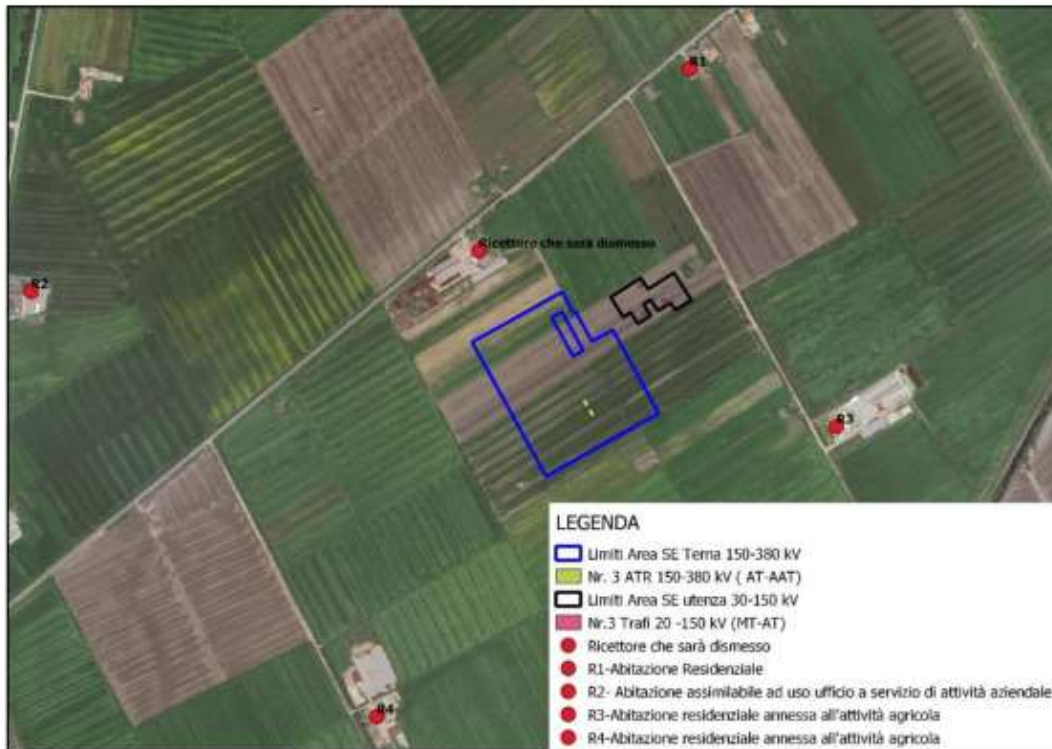 R1
Ricettore che sarà dismesso
R2
R3
R4
LEGENDA
Limiti Area SE Terna 150-380 kV
Nr. 3 ATR 150-380 kV ( AT-AAT)
Limiti Area SE utenza 30-150 kV
Nr.3 Trafi 20 -150 kV (MT-AT)
Ricettore che sarà dismesso
R1-Abitazione Residenziale
R2- Abitazione assimilabile ad uso ufficio a servizio di attività aziendale
R3-Abitazione residenziale annessa all'attività agricola
R4-Abitazione residenziale annessa all'attività agricola